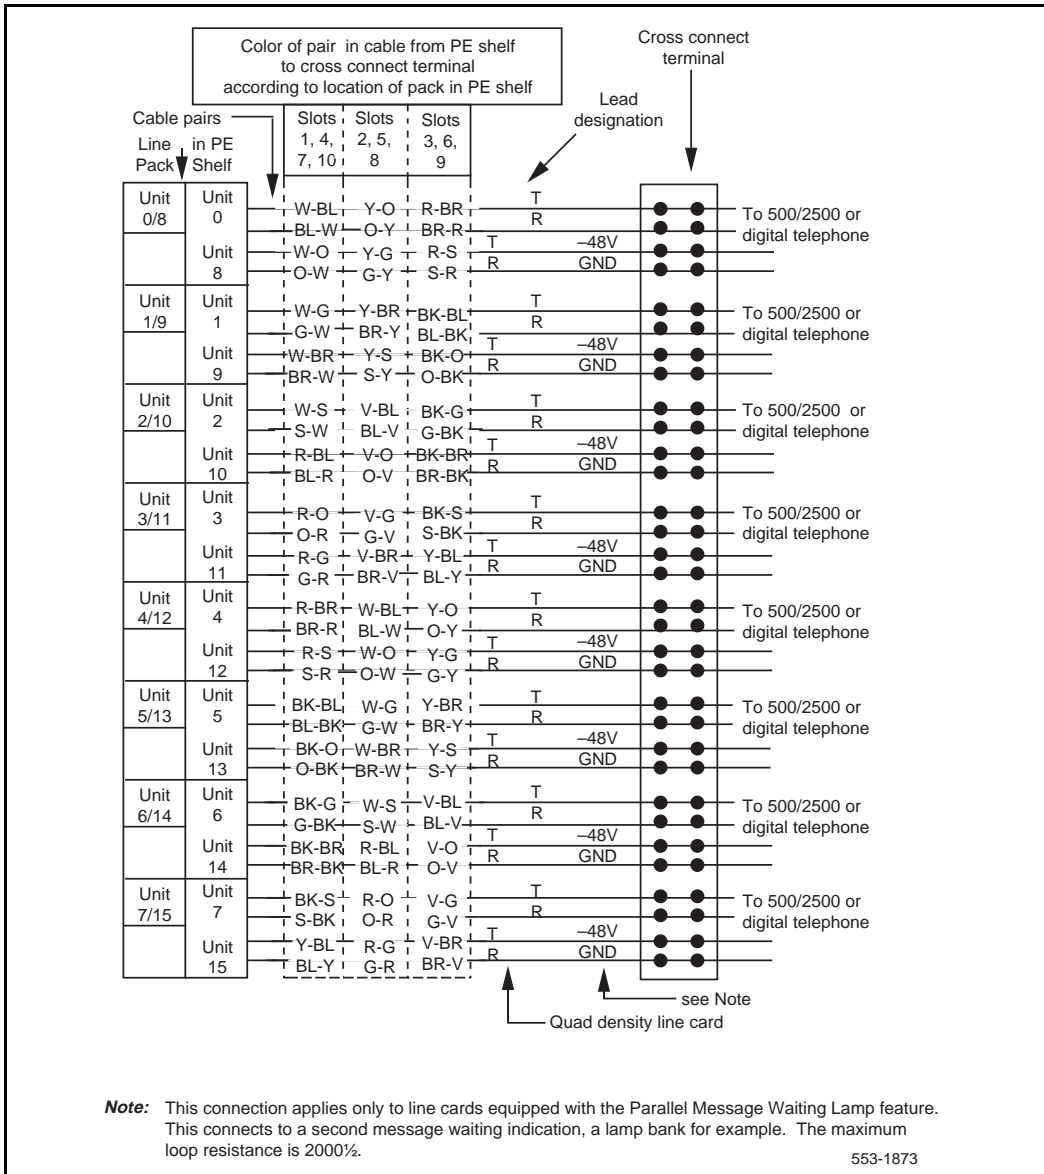 Color of pair in cable from PE shelf
to cross connect terminal
according to location of pack in PE shelf
Cross connect
terminal
Lead
designation
Cable pairs
Line in PE
Pack Shelf
Slots Slots Slots
1, 4, 2, 5, 3, 6,
7, 10 8 9
Unit Unit
0/8 0
W-BL Y-O R-BR T
BL-W O-Y BR-R R
To 500/2500 or
digital telephone
Unit
8
W-O Y-G R-S T –48V
O-W G-Y S-R R GND
Unit Unit
1/9 1
W-G Y-BR BK-BL T
G-W BR-Y BL-BK R
To 500/2500 or
digital telephone
Unit
9
W-BR Y-S BK-O T –48V
BR-W S-Y O-BK R GND
Unit Unit
2/10 2
W-S V-BL BK-G T
S-W BL-V G-BK R
To 500/2500 or
digital telephone
Unit
10
R-BL V-O BK-BR T –48V
BL-R O-V BR-BK R GND
Unit Unit
3/11 3
R-O V-G BK-S T
O-R G-V S-BK R
To 500/2500 or
digital telephone
Unit
11
R-G V-BR Y-BL T –48V
G-R BR-V BL-Y R GND
Unit Unit
4/12 4
R-BR W-BL Y-O T
BR-R BL-W O-Y R
To 500/2500 or
digital telephone
Unit
12
R-S W-O Y-G T –48V
S-R O-W G-Y R GND
Unit Unit
5/13 5
BK-BL W-G Y-BR T
BL-BK G-W BR-Y R
To 500/2500 or
digital telephone
Unit
13
BK-O W-BR Y-S T –48V
O-BK BR-W S-Y R GND
Unit Unit
6/14 6
BK-G W-S V-BL T
G-BK S-W BL-V R
To 500/2500 or
digital telephone
Unit
14
BK-BR R-BL V-O T –48V
BR-BK BL-R O-V R GND
Unit Unit
7/15 7
BK-S R-O V-G T
S-BK O-R G-V R
To 500/2500 or
digital telephone
Unit
15
Y-BL R-G V-BR T –48V
BL-Y G-R BR-V R GND
see Note
Quad density line card
Note: This connection applies only to line cards equipped with the Parallel Message Waiting Lamp feature.
This connects to a second message waiting indication, a lamp bank for example. The maximum
loop resistance is 2000½.
553-1873